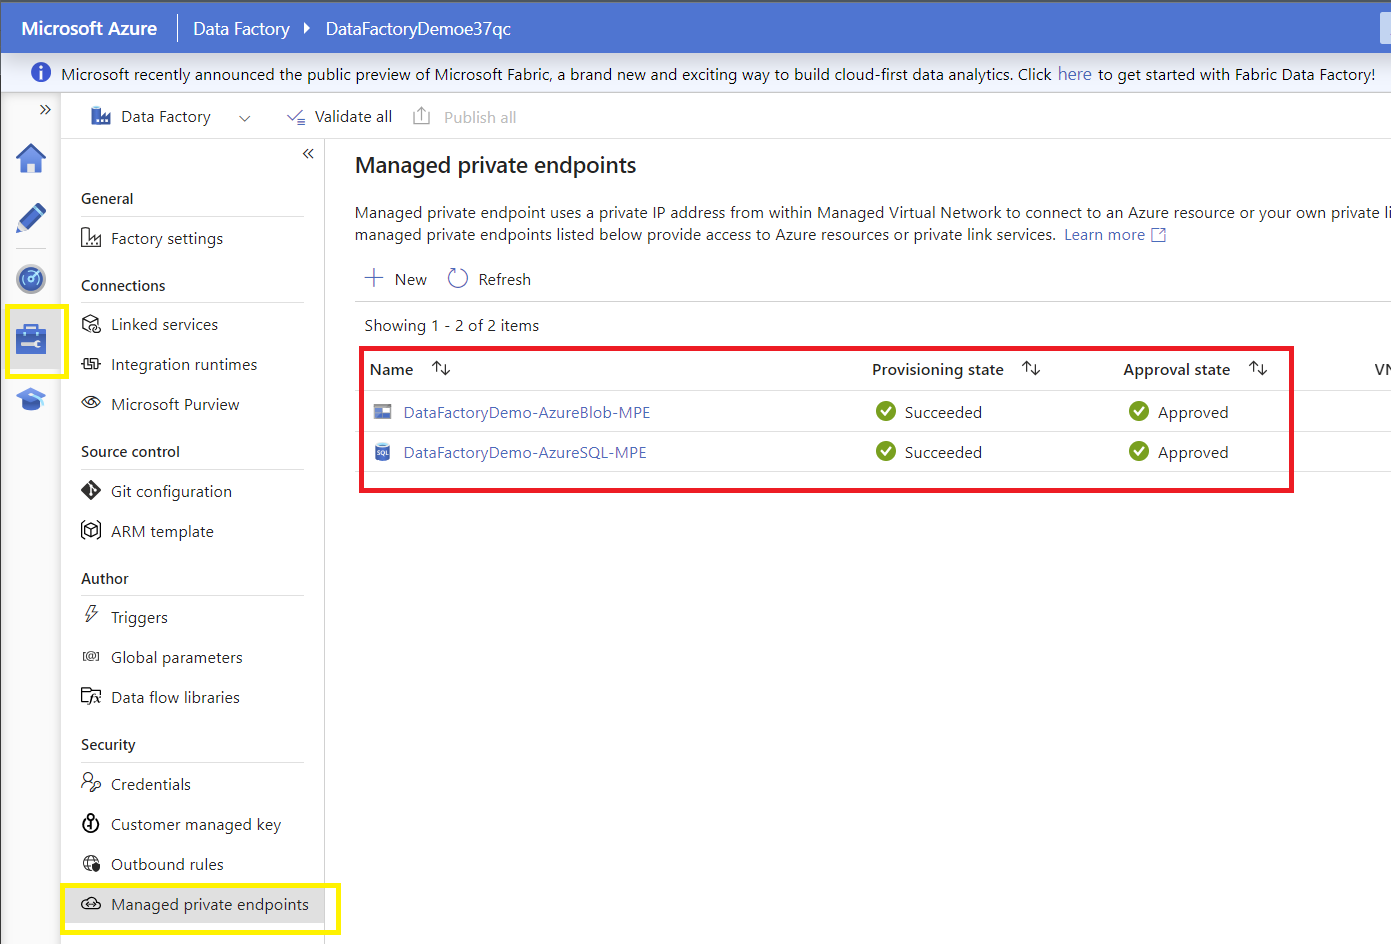 Microsoft Azure Data Factory DataFactoryDemoe37qc
Microsoft recently announced the public preview of Microsoft Fabric, a brand new and exciting way to build cloud-first data analytics. Click here to get started with Fabric Data Factory!
Data Factory Validate all Publish all
General
Factory settings
Connections
Linked services
Integration runtimes
Microsoft Purview
Source control
Git configuration
ARM template
Author
Triggers
Global parameters
Data flow libraries
Security
Credentials
Customer managed key
Outbound rules
Managed private endpoints
Managed private endpoints
Managed private endpoint uses a private IP address from within Managed Virtual Network to connect to an Azure resource or your own private li
managed private endpoints listed below provide access to Azure resources or private link services. Learn more
New Refresh
Showing 1 - 2 of 2 items
Name Provisioning state Approval state VN
DataFactoryDemo-AzureBlob-MPE Succeeded Approved
SQL DataFactoryDemo-AzureSQL-MPE Succeeded Approved